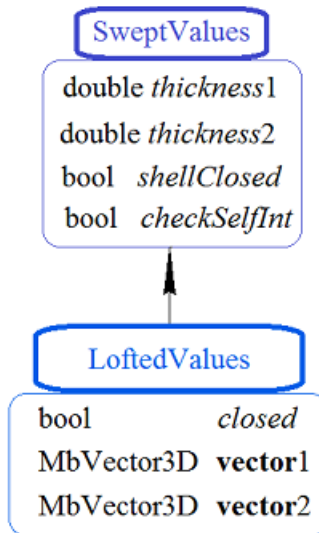 SweptValues
double thickness1
double thickness2
bool shellClosed
bool checkSelfInt
LoftedValues
bool closed
MbVector3D vector1
MbVector3D vector2